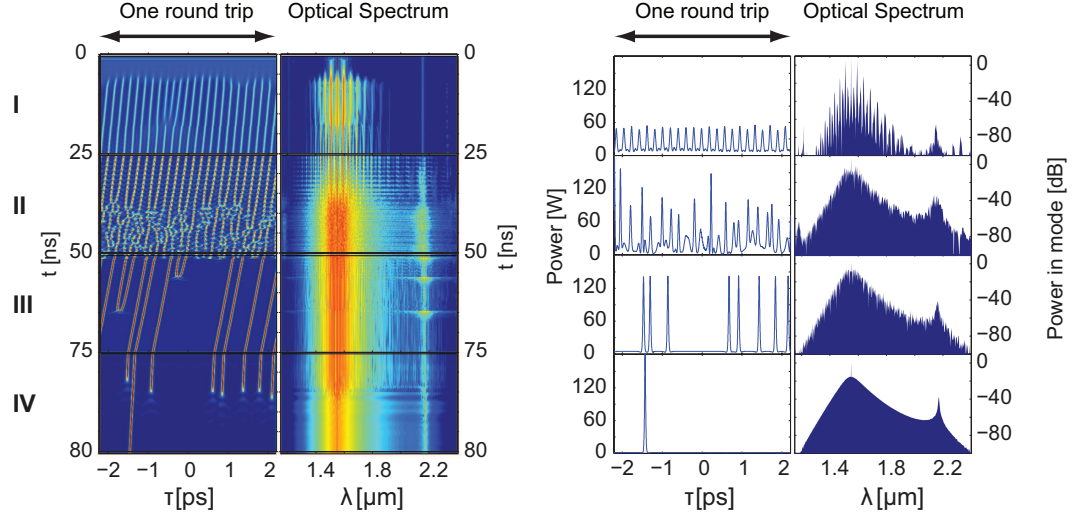 One round trip Optical Spectrum One round trip Optical Spectrum
0 0 0
I 180 120 60 −40 −80
25 25 0 0
II 120 60 −40 −80
50 50 0 0
III 120 60 −40 −80
75 75 0 0
IV 120 60 −40 −80
80 80 0
t [ns] t [ns] Power [W] Power in mode [dB]
−2 −1 0 1 2 1.4 1.8 2.2 −2 −1 0 1 2 1.4 1.8 2.2
τ[ps] λ [μm] τ[ps] λ [μm]